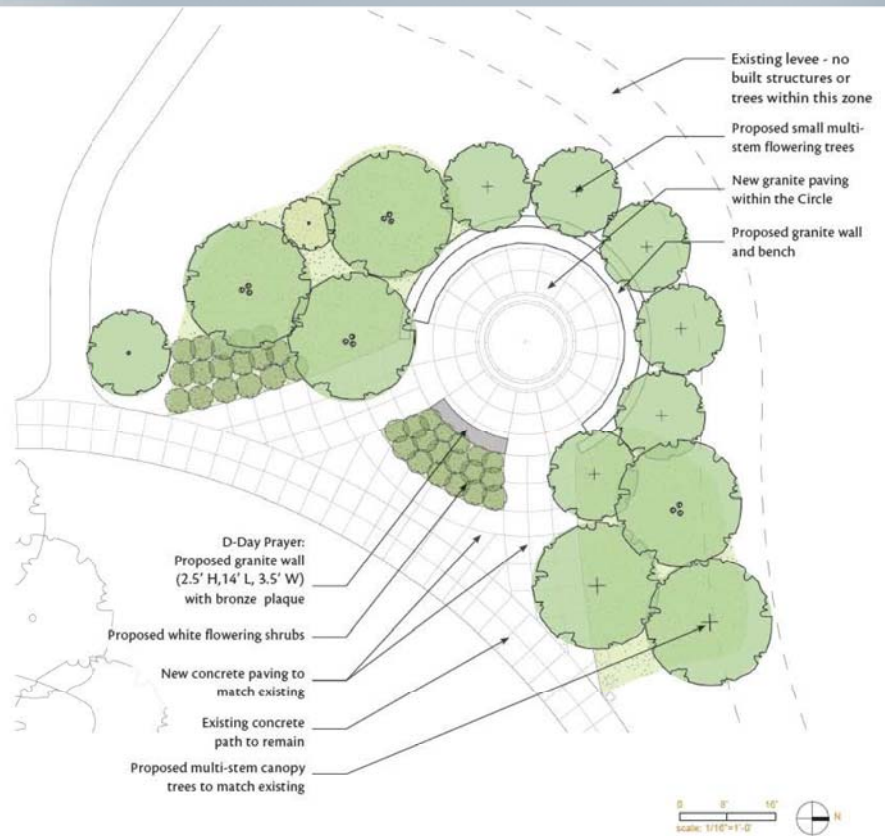 Existing levee - no
built structures or
trees within this zone
Proposed small multi-
stem flowering trees
New granite paving
within the Circle
Proposed granite wall
and bench
D-Day Prayer:
Proposed granite wall
(2.5' H,14' L, 3.5' W)
with bronze plaque
Proposed white flowering shrubs
New concrete paving to
match existing
Existing concrete
path to remain
Proposed multi-stem canopy
trees to match existing
0 8' 16'
scale: 1/16"=1'-0"
N